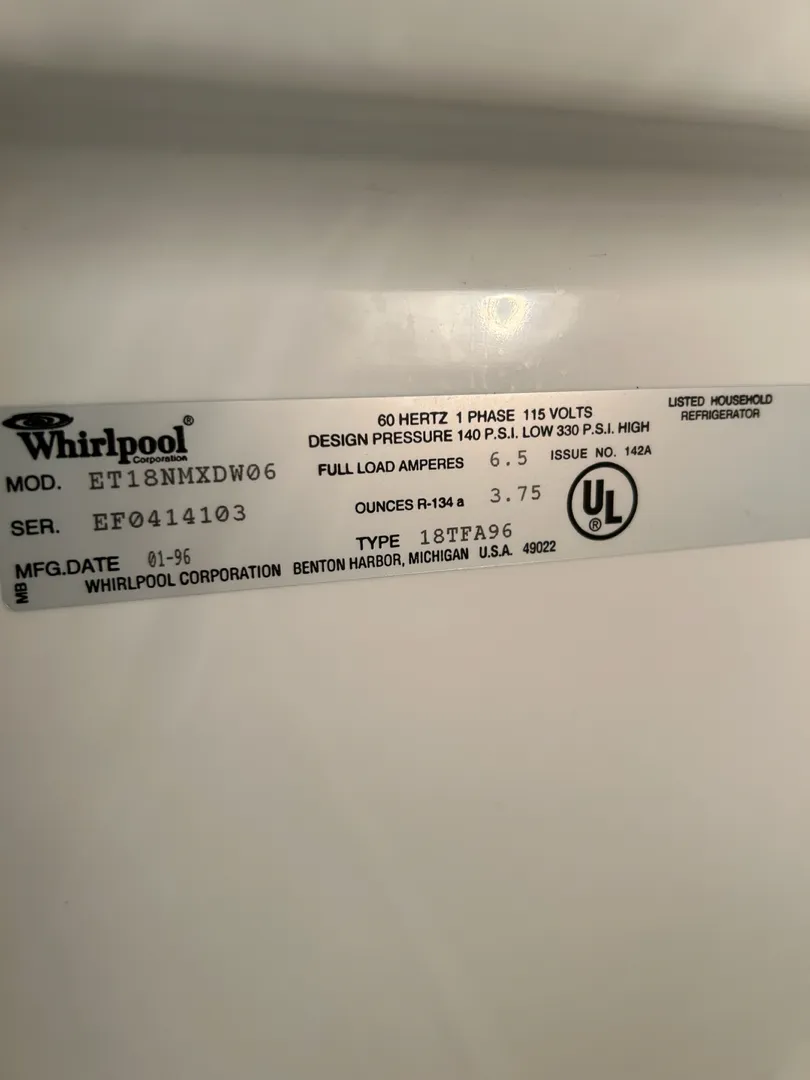 Whirlpool®
Corporation
MOD. ET18NMXDW06
SER. EF0414103
MFG.DATE 01-96
MB
60 HERTZ 1 PHASE 115 VOLTS
DESIGN PRESSURE 140 P.S.I. LOW 330 P.S.I. HIGH
FULL LOAD AMPERES 6.5 ISSUE NO. 142A
OUNCES R-134a 3.75
UL®
TYPE 18TFA96
WHIRLPOOL CORPORATION BENTON HARBOR, MICHIGAN U.S.A. 49022
LISTED HOUSEHOLD
REFRIGERATOR